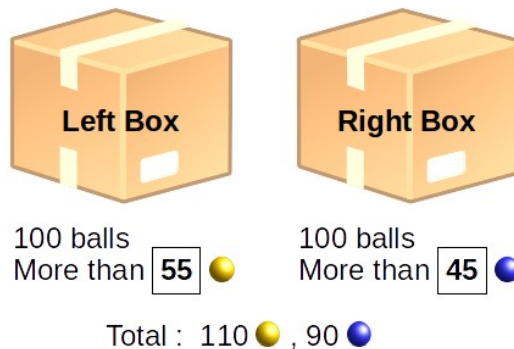 Left Box
Right Box
100 balls
More than 55
100 balls
More than 45
Total : 110 , 90